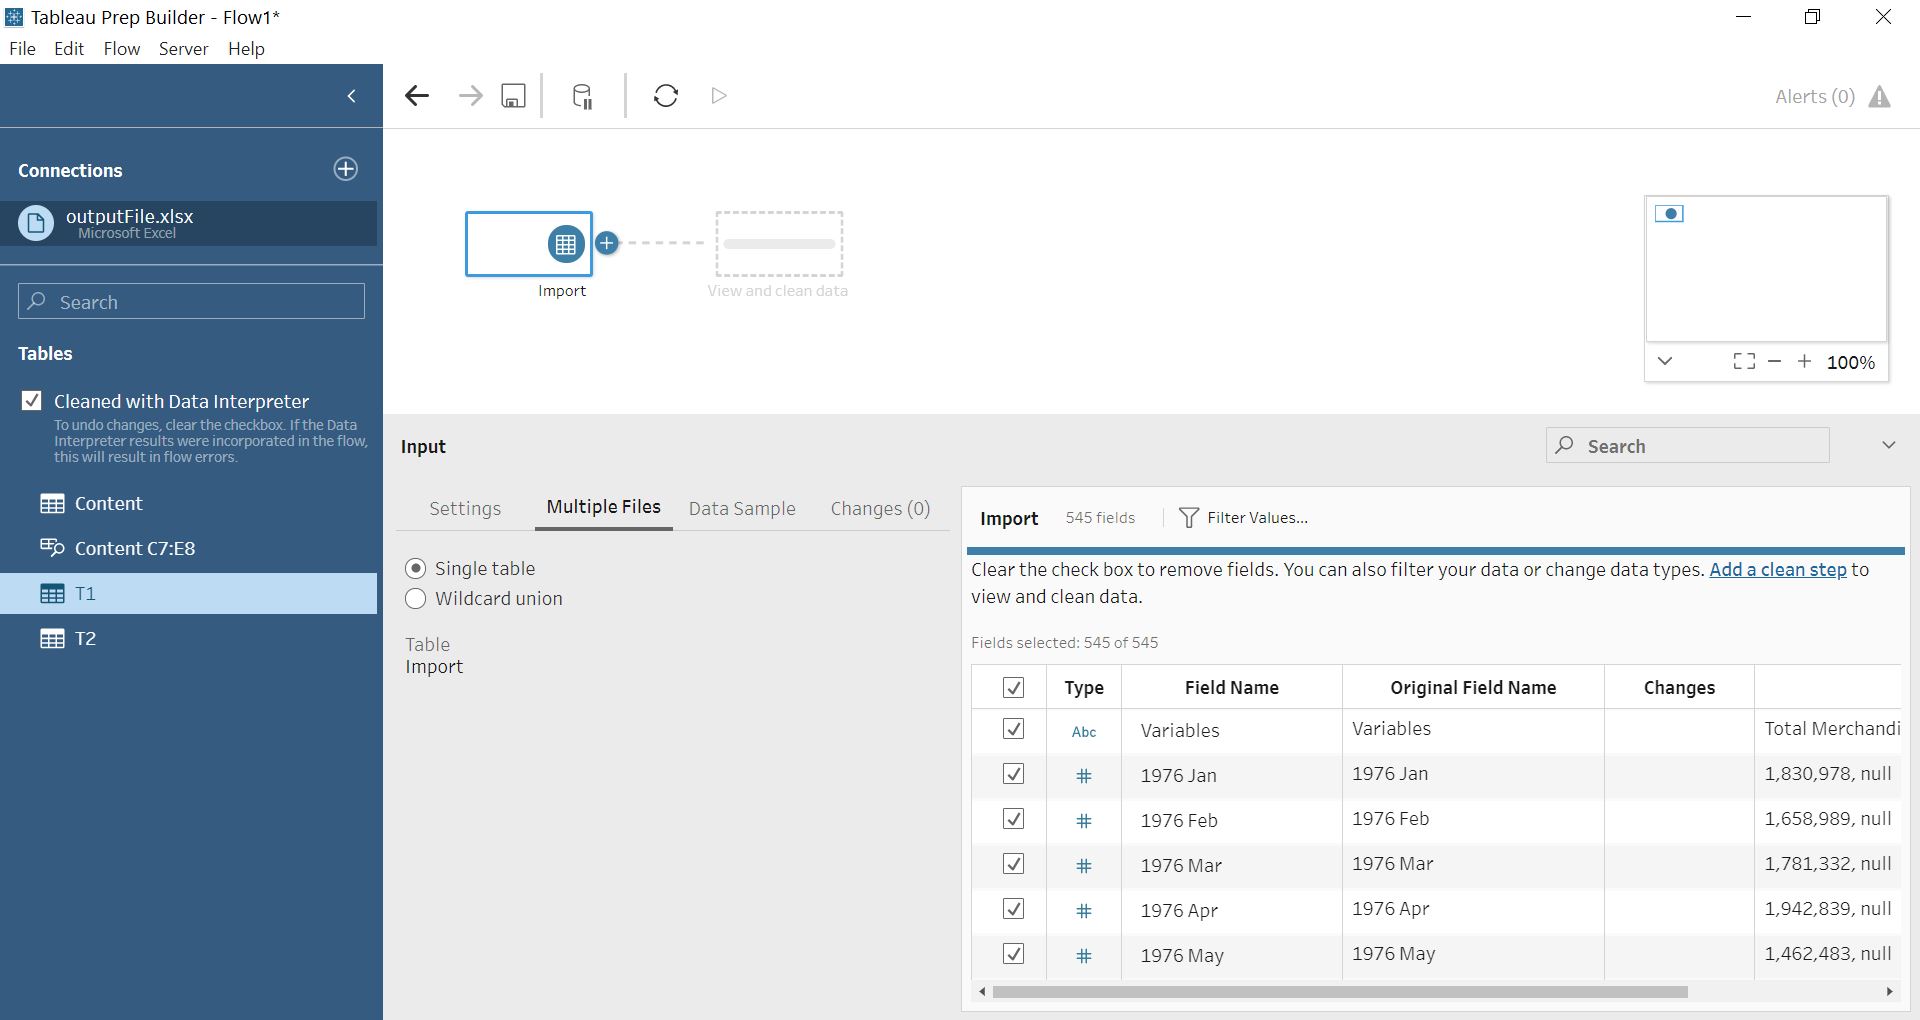 Tableau Prep Builder - Flow1*
File Edit Flow Server Help
Alerts (0)
Connections
outputFile.xlsx
Microsoft Excel
Search
Tables
Cleaned with Data Interpreter
To undo changes, clear the checkbox. If the Data
Interpreter results were incorporated in the flow,
this will result in flow errors.
Content
Content C7:E8
T1
T2
Import
View and clean data
100%
Input
Search
Settings Multiple Files Data Sample Changes (0)
Single table
Wildcard union
Table
Import
Import 545 fields Filter Values...
Clear the check box to remove fields. You can also filter your data or change data types. Add a clean step to
view and clean data.
Fields selected: 545 of 545
Type Field Name Original Field Name Changes
Abc Variables Variables Total Merchandi
# 1976 Jan 1976 Jan 1,830,978, null
# 1976 Feb 1976 Feb 1,658,989, null
# 1976 Mar 1976 Mar 1,781,332, null
# 1976 Apr 1976 Apr 1,942,839, null
# 1976 May 1976 May 1,462,483, null